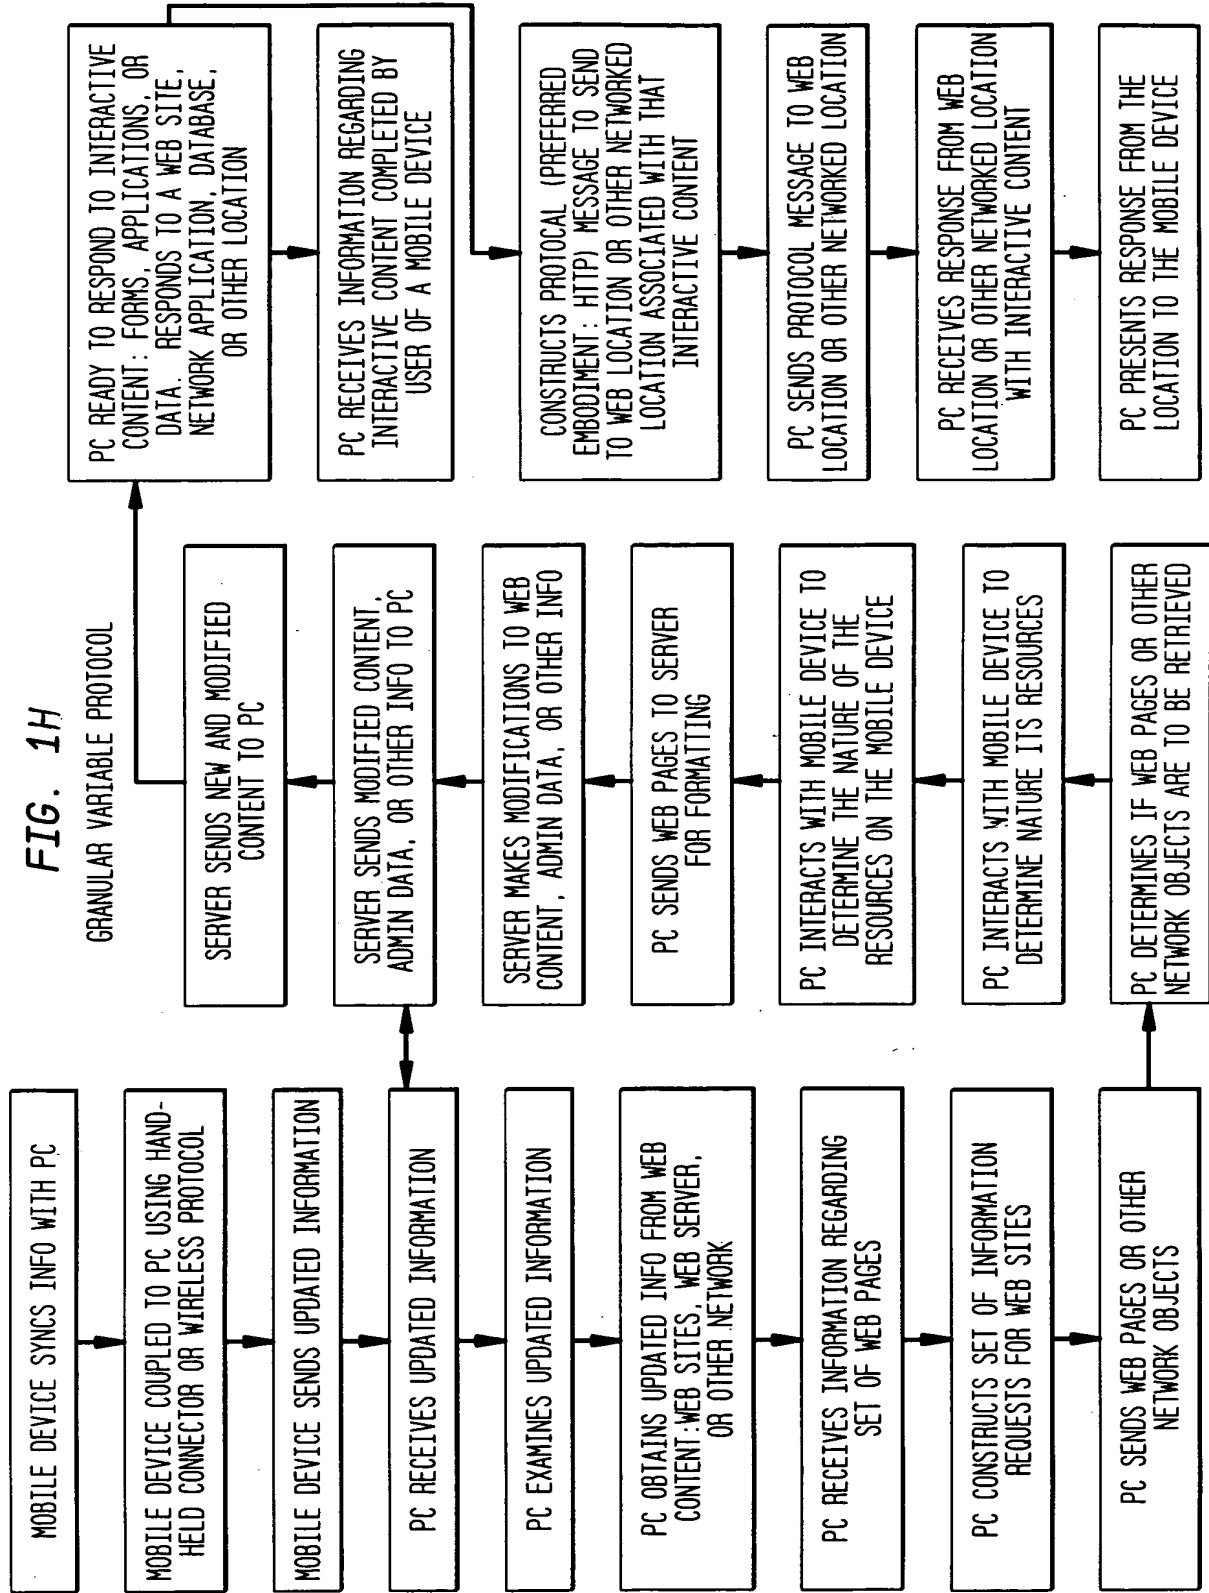 FIG. 1H
GRANULAR VARIABLE PROTOCOL
MOBILE DEVICE SYNCS INFO WITH PC
MOBILE DEVICE COUPLED TO PC USING HAND-
HELD CONNECTOR OR WIRELESS PROTOCOL
MOBILE DEVICE SENDS UPDATED INFORMATION
PC RECEIVES UPDATED INFORMATION
PC EXAMINES UPDATED INFORMATION
PC OBTAINS UPDATED INFO FROM WEB
CONTENT:WEB SITES, WEB SERVER,
OR OTHER NETWORK
PC RECEIVES INFORMATION REGARDING
SET OF WEB PAGES
PC CONSTRUCTS SET OF INFORMATION
REQUESTS FOR WEB SITES
PC SENDS WEB PAGES OR OTHER
NETWORK OBJECTS
SERVER SENDS NEW AND MODIFIED
CONTENT TO PC
SERVER SENDS MODIFIED CONTENT,
ADMIN DATA, OR OTHER INFO TO PC
SERVER MAKES MODIFICATIONS TO WEB
CONTENT, ADMIN DATA, OR OTHER INFO
PC SENDS WEB PAGES TO SERVER
FOR FORMATTING
PC INTERACTS WITH MOBILE DEVICE TO
DETERMINE THE NATURE OF THE
RESOURCES ON THE MOBILE DEVICE
PC INTERACTS WITH MOBILE DEVICE TO
DETERMINE NATURE ITS RESOURCES
PC DETERMINES IF WEB PAGES OR OTHER
NETWORK OBJECTS ARE TO BE RETRIEVED
PC READY TO RESPOND TO INTERACTIVE
CONTENT: FORMS, APPLICATIONS, OR
DATA. RESPONDS TO A WEB SITE,
NETWORK APPLICATION, DATABASE,
OR OTHER LOCATION
PC RECEIVES INFORMATION REGARDING
INTERACTIVE CONTENT COMPLETED BY
USER OF A MOBILE DEVICE
CONSTRUCTS PROTOCAL (PREFERRED
EMBODIMENT: HTTP) MESSAGE TO SEND
TO WEB LOCATION OR OTHER NETWORKED
LOCATION ASSOCIATED WITH THAT
INTERACTIVE CONTENT
PC SENDS PROTOCOL MESSAGE TO WEB
LOCATION OR OTHER NETWORKED LOCATION
PC RECEIVES RESPONSE FROM WEB
LOCATION OR OTHER NETWORKED LOCATION
WITH INTERACTIVE CONTENT
PC PRESENTS RESPONSE FROM THE
LOCATION TO THE MOBILE DEVICE